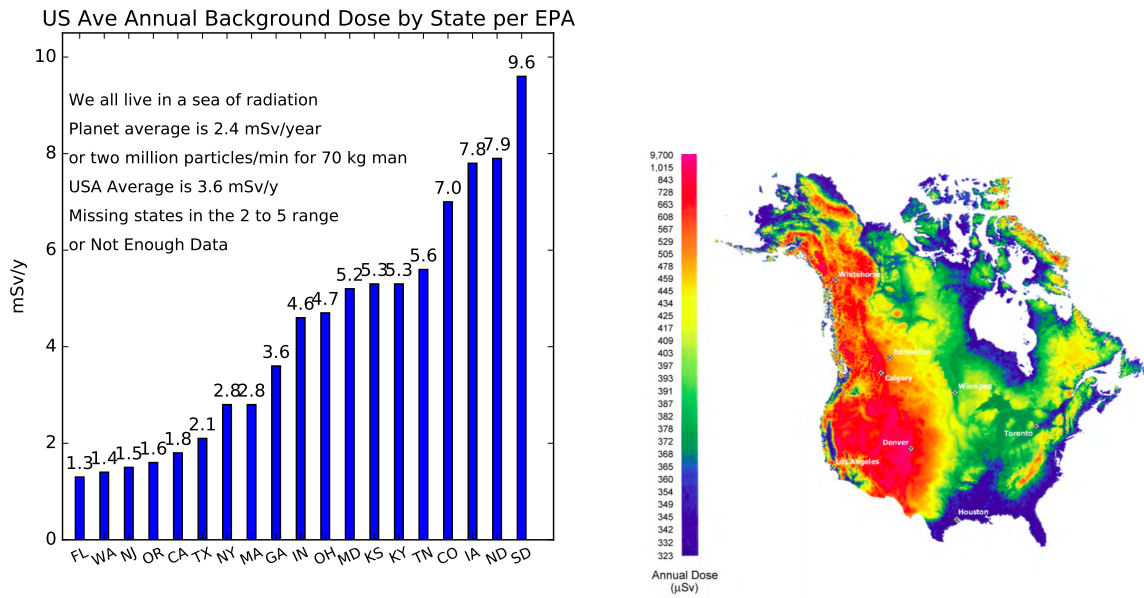 US Ave Annual Background Dose by State per EPA
mSv/y
10
8
6
4
2
0
We all live in a sea of radiation
Planet average is 2.4 mSv/year
or two million particles/min for 70 kg man
USA Average is 3.6 mSv/y
Missing states in the 2 to 5 range
or Not Enough Data
1.3 1.4 1.5 1.6 1.8 2.1 2.8 2.8 3.6 4.6 4.7 5.2 5.3 5.3 5.6 7.0 7.8 7.9 9.6
FL WA NJ OR CA TX NY MA GA IN OH MD KS KY TN CO IA ND SD
9,700
1,015
843
728
663
608
567
529
505
478
459
445
434
425
417
409
403
397
393
391
387
382
378
372
368
365
360
354
349
345
342
332
323
Annual Dose
(µSv)
Whitehorse
Edmonton
Calgary
Winnipeg
Toronto
Denver
Los Angeles
Houston